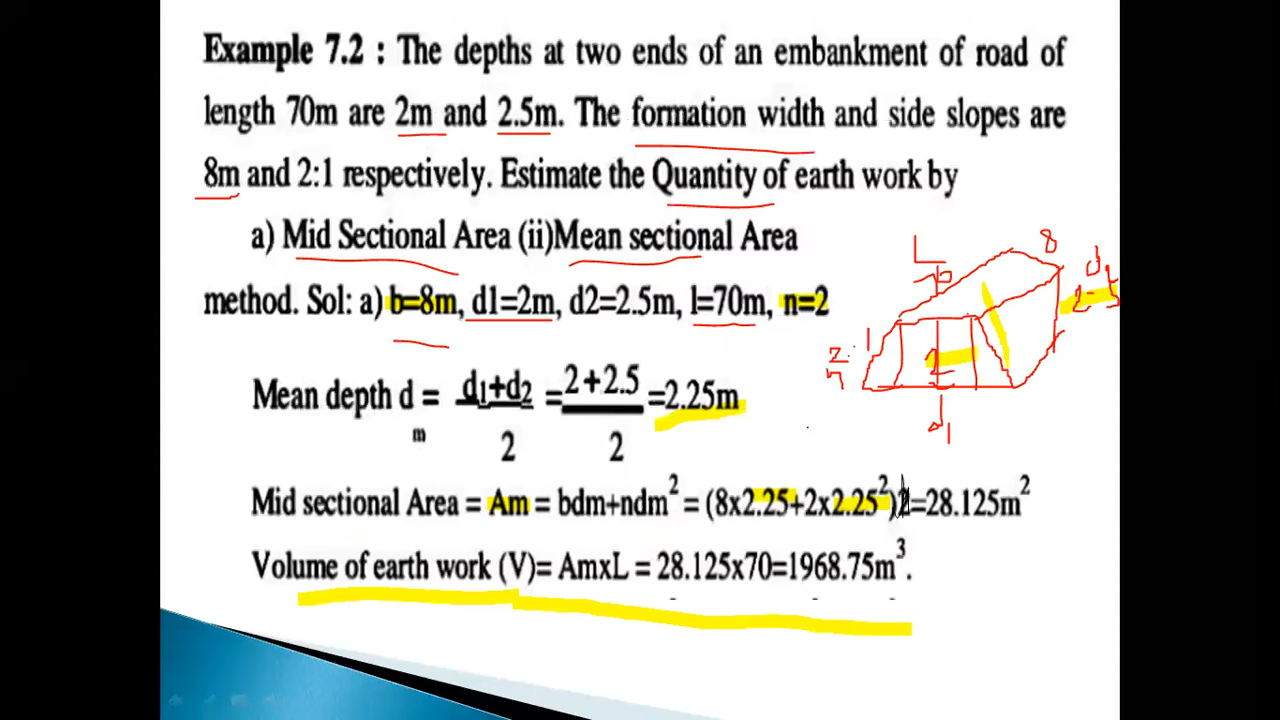 Example 7.2 : The depths at two ends of an embankment of road of
length 70m are 2m and 2.5m. The formation width and side slopes are
8m and 2:1 respectively. Estimate the Quantity of earth work by
a) Mid Sectional Area (ii)Mean sectional Area
method. Sol: a) b=8m, d1=2m, d2=2.5m, l=70m, n=2
8
Mean depth d = d1+d2 =2+2.5 =2.25m
m 2 2
2
d1
Mid sectional Area = Am = bdm+ndm² = (8x2.25+2x2.25²) =28.125m²
Volume of earth work (V)= AmxL = 28.125x70=1968.75m³.